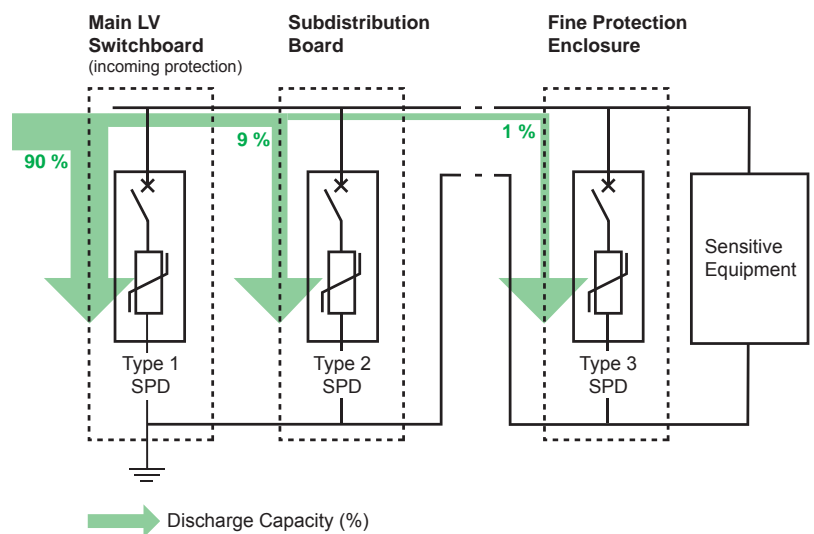 Main LV
Switchboard
(incoming protection)
Subdistribution
Board
Fine Protection
Enclosure
90 %
9 %
1 %
Sensitive
Equipment
Type 1
SPD
Type 2
SPD
Type 3
SPD
Discharge Capacity (%)